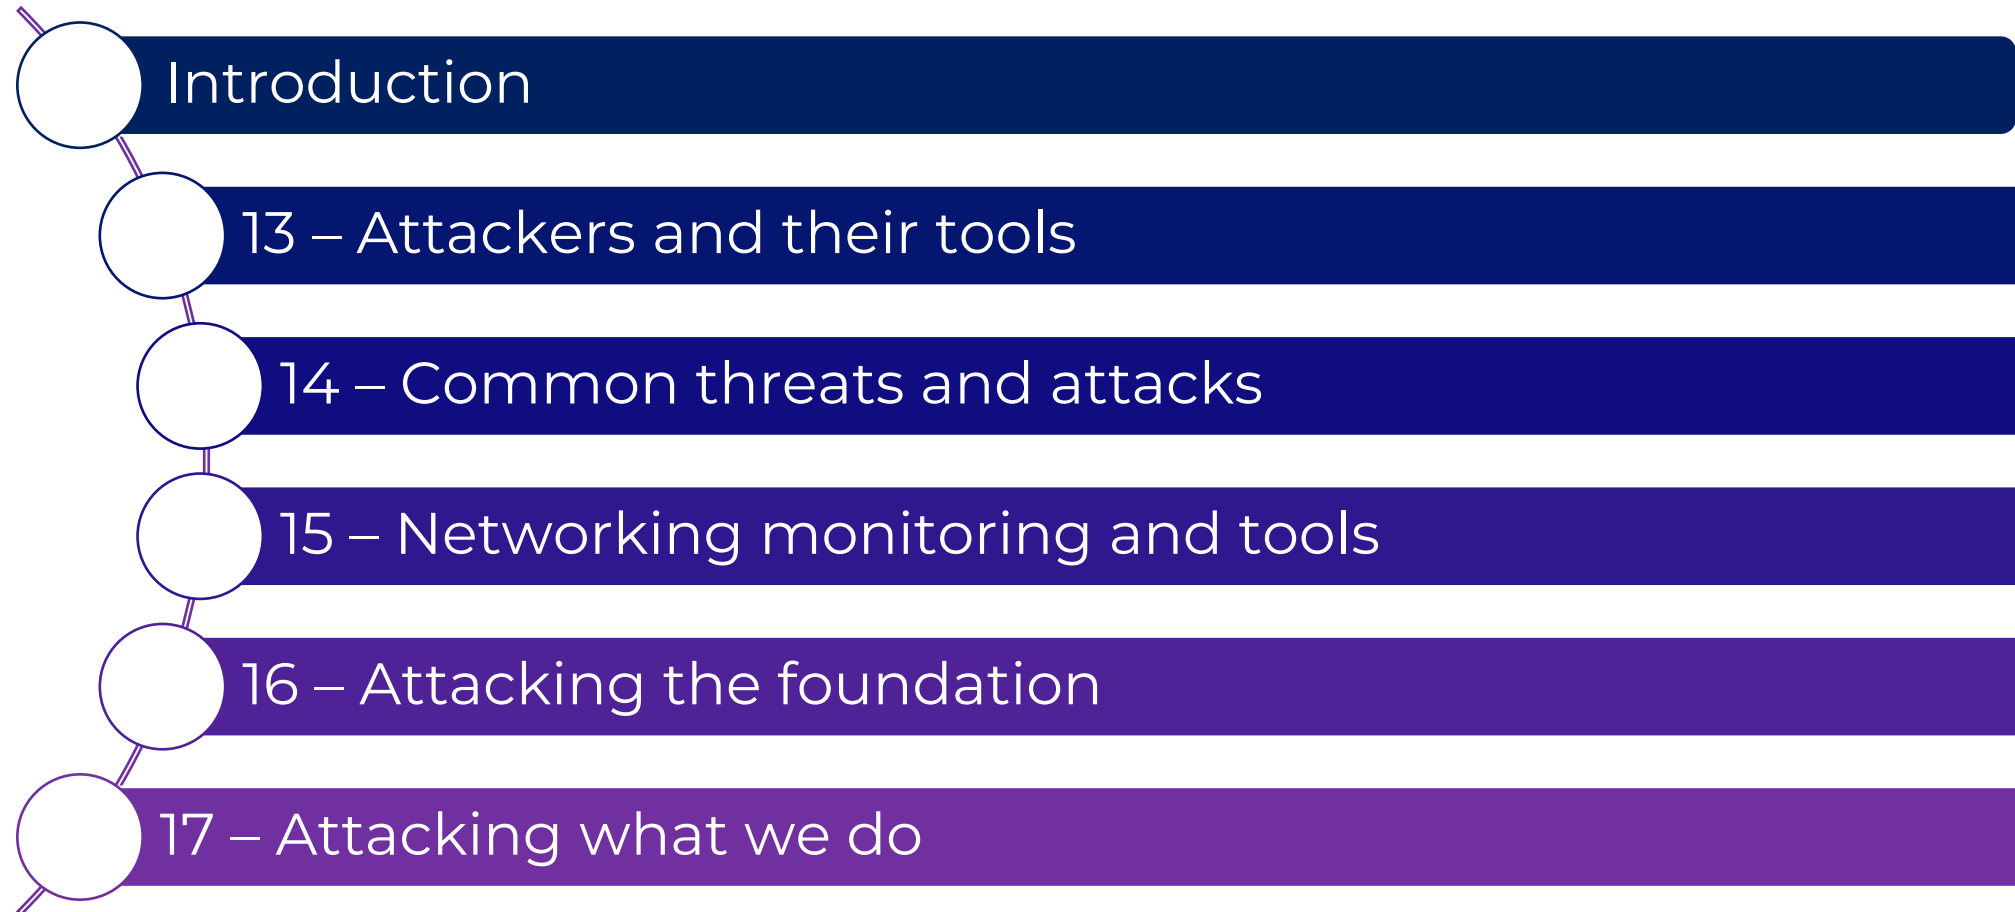 Introduction
13 – Attackers and their tools
14 – Common threats and attacks
15 – Networking monitoring and tools
16 – Attacking the foundation
17 – Attacking what we do